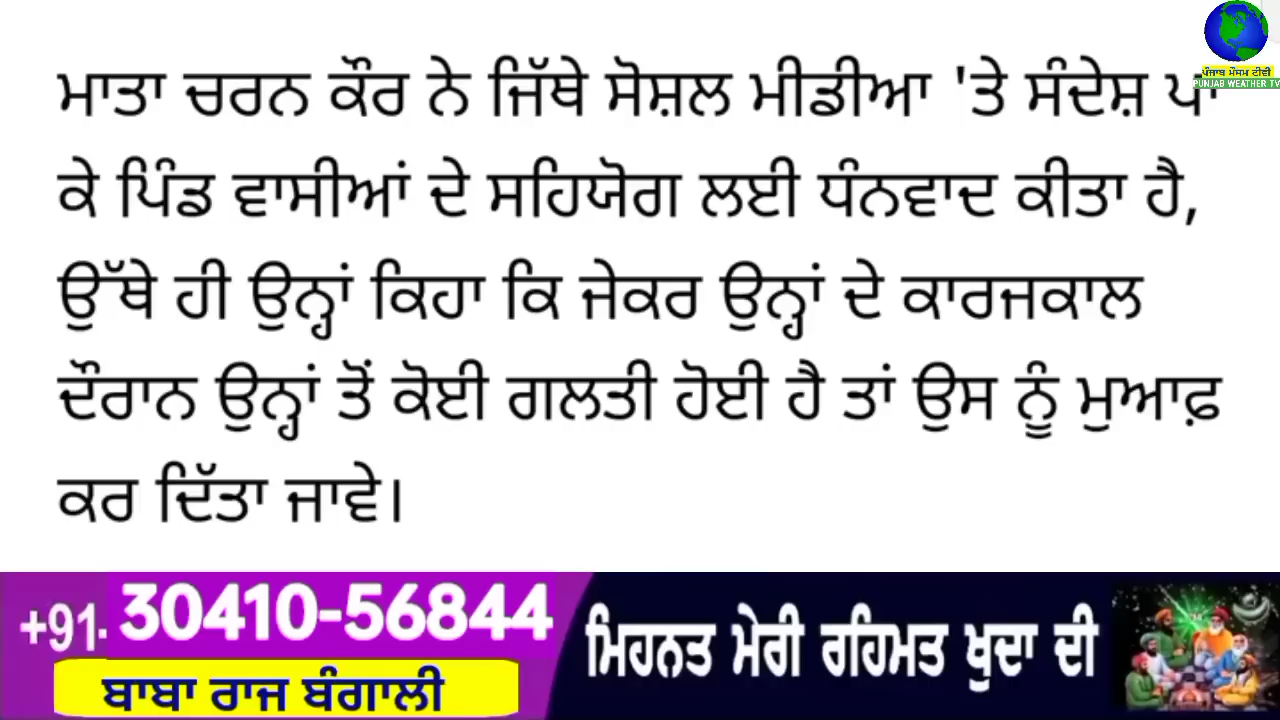 ਪੰਜਾਬ ਮੌਸਮ ਟੀਵੀ
PUNJAB WEATHER TV
ਮਾਤਾ ਚਰਨ ਕੌਰ ਨੇ ਜਿੱਥੇ ਸੋਸ਼ਲ ਮੀਡੀਆ 'ਤੇ ਸੰਦੇਸ਼ ਪਾ
ਕੇ ਪਿੰਡ ਵਾਸੀਆਂ ਦੇ ਸਹਿਯੋਗ ਲਈ ਧੰਨਵਾਦ ਕੀਤਾ ਹੈ,
ਉੱਥੇ ਹੀ ਉਨ੍ਹਾਂ ਕਿਹਾ ਕਿ ਜੇਕਰ ਉਨ੍ਹਾਂ ਦੇ ਕਾਰਜਕਾਲ
ਦੌਰਾਨ ਉਨ੍ਹਾਂ ਤੋਂ ਕੋਈ ਗਲਤੀ ਹੋਈ ਹੈ ਤਾਂ ਉਸ ਨੂੰ ਮੁਆਫ਼
ਕਰ ਦਿੱਤਾ ਜਾਵੇ।
+91- 30410-56844
ਬਾਬਾ ਰਾਜ ਬੰਗਾਲੀ
ਮਿਹਨਤ ਮੇਰੀ ਰਹਿਮਤ ਖੁਦਾ ਦੀ